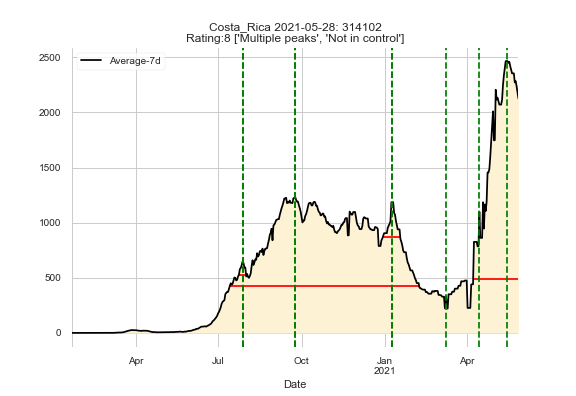 Costa_Rica 2021-05-28: 314102
Rating:8 ['Multiple peaks', 'Not in control']
Average-7d
2500
2000
1500
1000
500
0
Apr
Jul
Oct
Jan
2021
Apr
Date